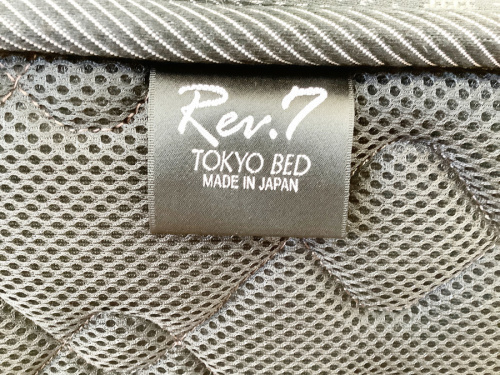 Rev.7
TOKYO BED
MADE IN JAPAN